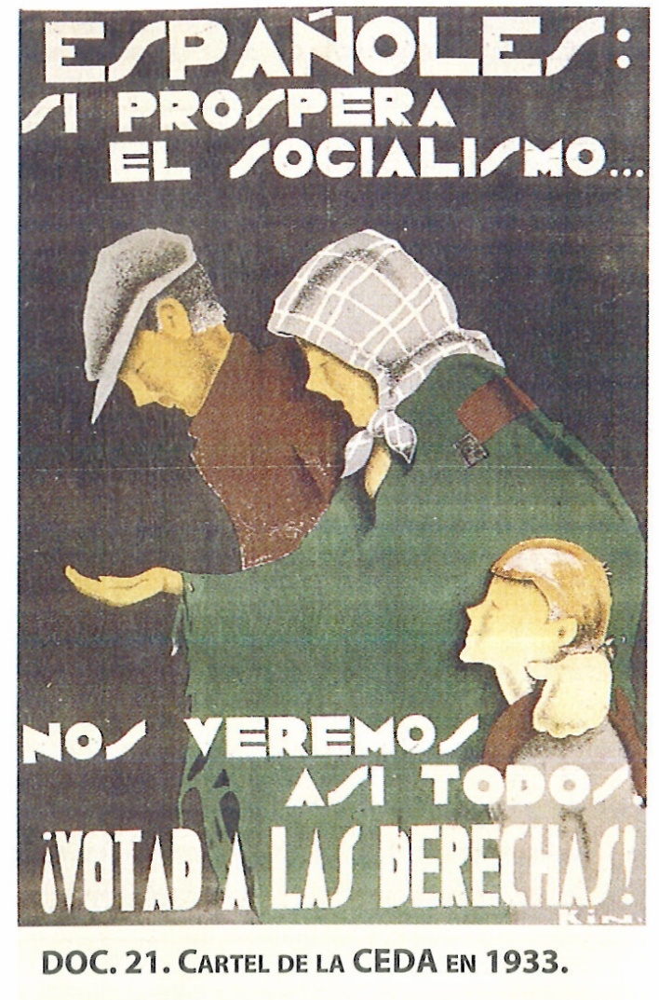 ESPAÑOLES:
SI PROSPERA
EL SOCIALISMO...
NOS VEREMOS
ASI TODOS.
¡VOTAD A LAS DERECHAS!
KIN.
DOC. 21. CARTEL DE LA CEDA EN 1933.